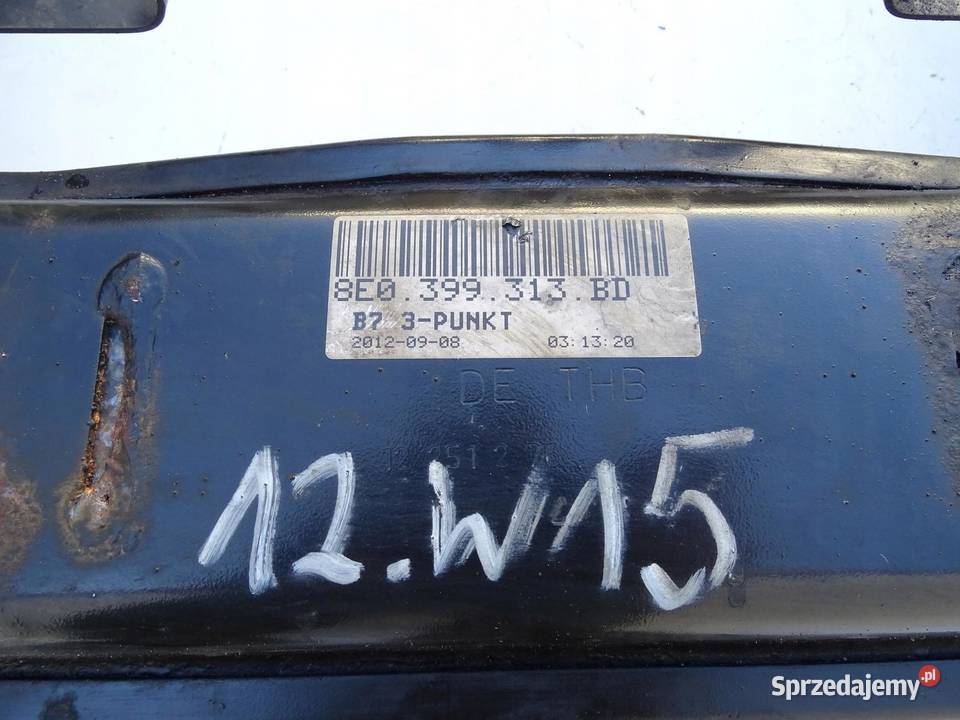 8E0.399.313.BD
B7 3-PUNKT
2012-09-08 03:13:20
DE THB
12.W15
Sprzedajemy.pl